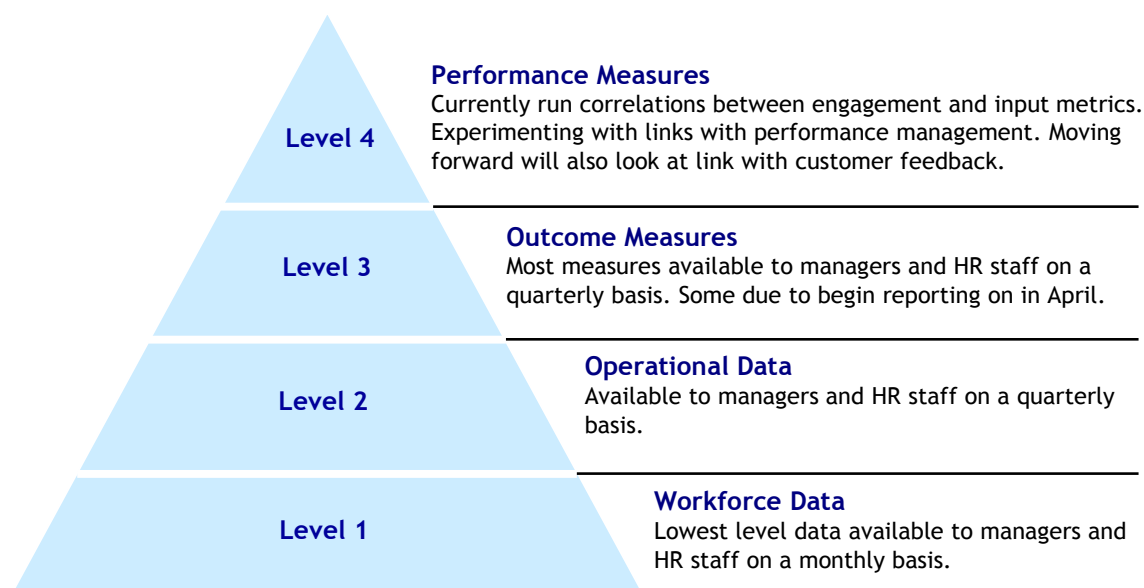 Performance Measures
Currently run correlations between engagement and input metrics.
Experimenting with links with performance management. Moving
forward will also look at link with customer feedback.
Level 4
Outcome Measures
Most measures available to managers and HR staff on a
quarterly basis. Some due to begin reporting on in April.
Level 3
Operational Data
Available to managers and HR staff on a quarterly
basis.
Level 2
Workforce Data
Lowest level data available to managers and
HR staff on a monthly basis.
Level 1